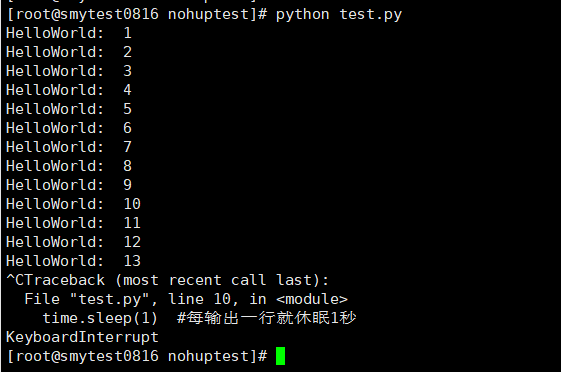 [root@smytest0816 nohuptest]# python test.py
HelloWorld:  1
HelloWorld:  2
HelloWorld:  3
HelloWorld:  4
HelloWorld:  5
HelloWorld:  6
HelloWorld:  7
HelloWorld:  8
HelloWorld:  9
HelloWorld:  10
HelloWorld:  11
HelloWorld:  12
HelloWorld:  13
^CTraceback (most recent call last):
  File "test.py", line 10, in <module>
    time.sleep(1)  #每输出一行就休眠1秒
KeyboardInterrupt
[root@smytest0816 nohuptest]#